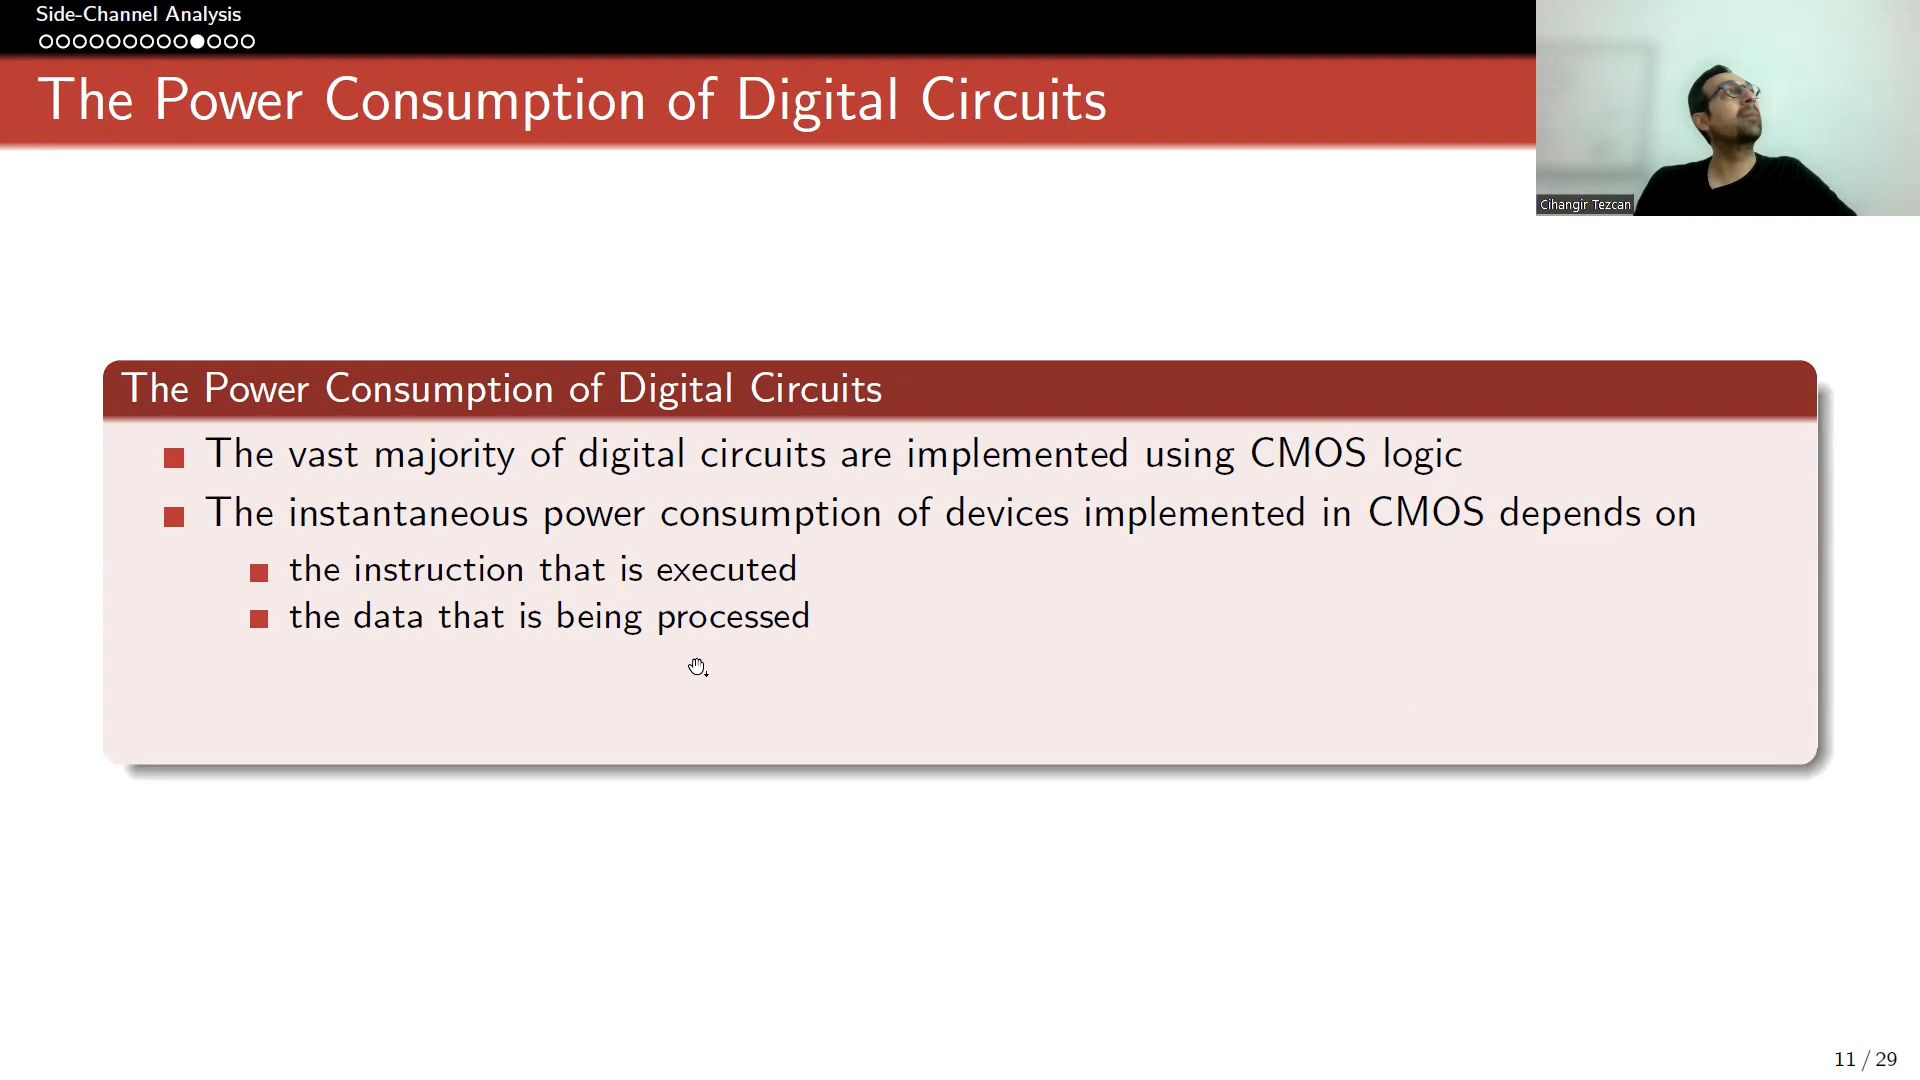 Side-Channel Analysis
The Power Consumption of Digital Circuits
Cihangir Tezcan
The Power Consumption of Digital Circuits
The vast majority of digital circuits are implemented using CMOS logic
The instantaneous power consumption of devices implemented in CMOS depends on
the instruction that is executed
the data that is being processed
11 / 29